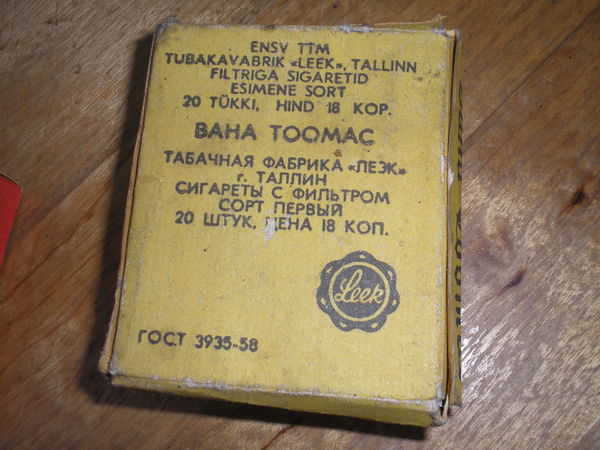 ENSV TTM
TUBAKAVABRIK «LEEK», TALLINN
FILTRIGA SIGARETID
ESIMENE SORT
20 TÜKKI, HIND 18 KOP.
ВАНА ТООМАС
ТАБАЧНАЯ ФАБРИКА «ЛЕЭК»
г. ТАЛЛИН
СИГАРЕТЫ С ФИЛЬТРОМ
СОРТ ПЕРВЫЙ
20 ШТУК, ЦЕНА 18 КОП.
Leek
ГОСТ 3935-58